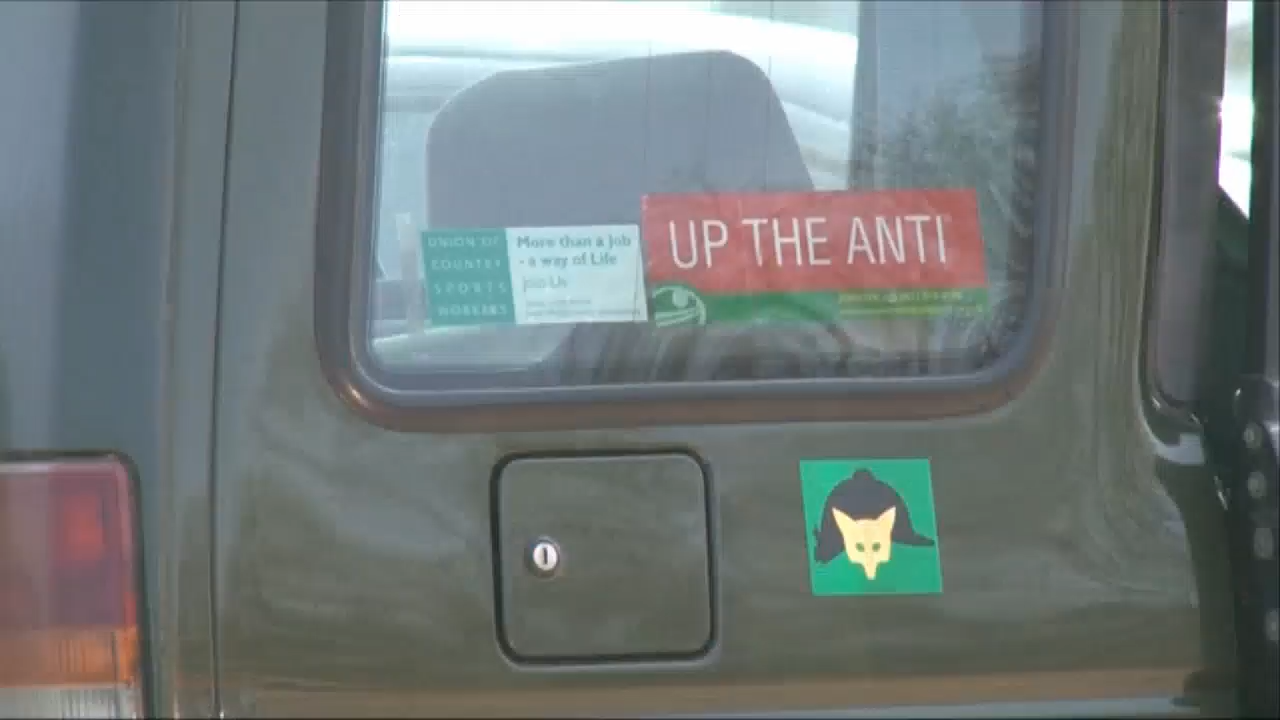 UNION OF
COUNTRY
SPORTS
WORKERS
More than a Job
- a way of Life
Join Us
UP THE ANTI